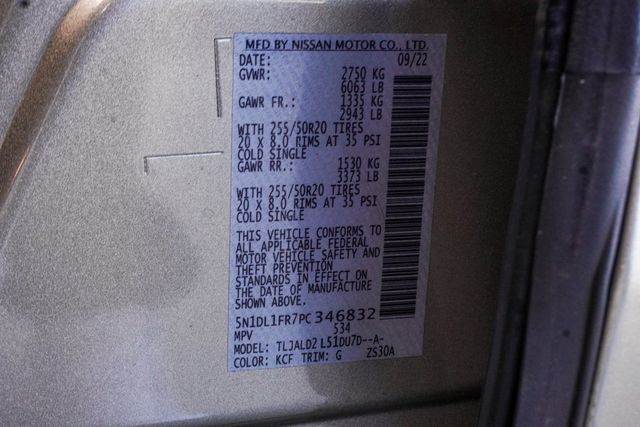 MFD BY NISSAN MOTOR CO., LTD.
DATE: 09/22
GVWR: 2750 KG
6063 LB
GAWR FR.: 1335 KG
2943 LB
WITH 255/50R20 TIRES
20 X 8.0 RIMS AT 35 PSI
COLD SINGLE
GAWR RR.: 1530 KG
3373 LB
WITH 255/50R20 TIRES
20 X 8.0 RIMS AT 35 PSI
COLD SINGLE
THIS VEHICLE CONFORMS TO
ALL APPLICABLE FEDERAL
MOTOR VEHICLE SAFETY AND
THEFT PREVENTION
STANDARDS IN EFFECT ON
THE DATE OF MANUFACTURE
SHOWN ABOVE.
5N1DL1FR7PC346832
MPV 534
MODEL: TLJALD2 L51DU7D--A-
COLOR: KCF TRIM: G ZS30A